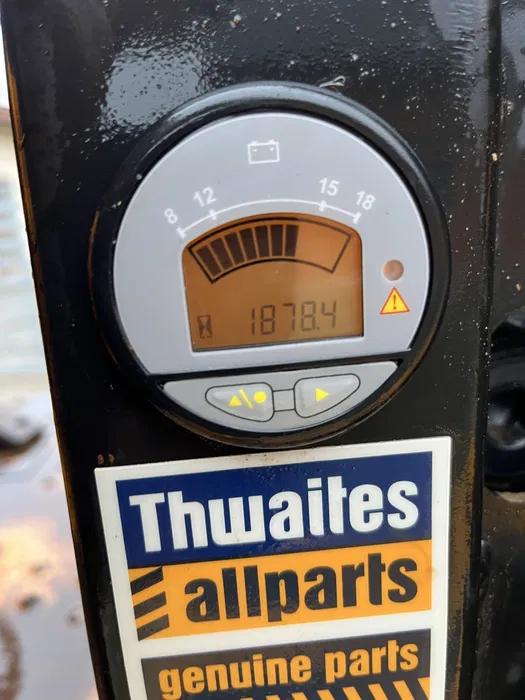 8 12 15 18
1878.4
Thwaites
allparts
genuine parts